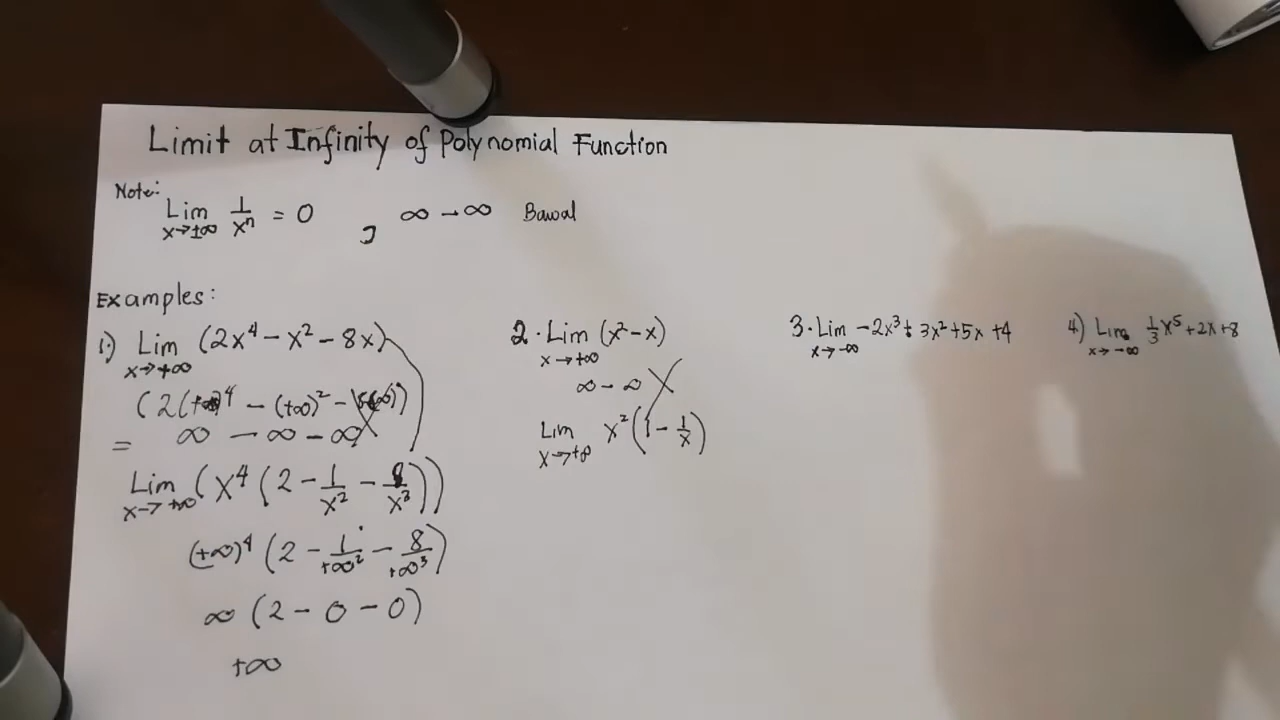 Limit at Infinity of Polynomial Function
Note:
Lim 1/xⁿ = 0 , ∞ - ∞ Bawal
x→±∞
Examples:
1.) Lim (2x⁴ - x² - 8x)
x→+∞
(2(+∞)⁴ - (+∞)² - 8(∞))
= ∞ - ∞ - ∞
Lim (x⁴ (2 - 1/x² - 8/x³))
x→+∞
(+∞)⁴ (2 - 1/+∞² - 8/+∞³)
∞ (2 - 0 - 0)
+∞
2. Lim (x² - x)
x→+∞
∞ - ∞ X
Lim x² (1 - 1/x)
x→+∞
3. Lim -2x³ + 3x² + 5x + 4
x→-∞
4) Lim 1/3 x⁵ + 2x + 8
x→-∞